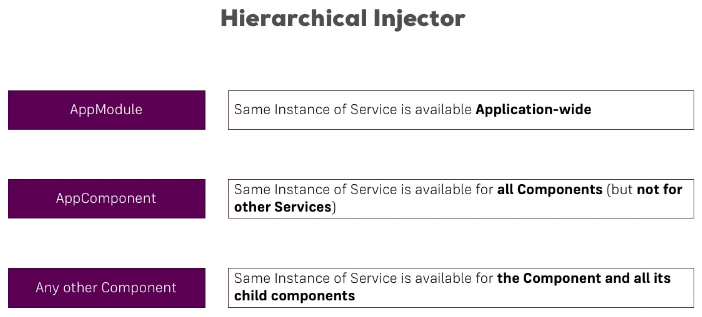 Hierarchical Injector
AppModule
Same Instance of Service is available Application-wide
AppComponent
Same Instance of Service is available for all Components (but not for
other Services)
Any other Component
Same Instance of Service is available for the Component and all its
child components